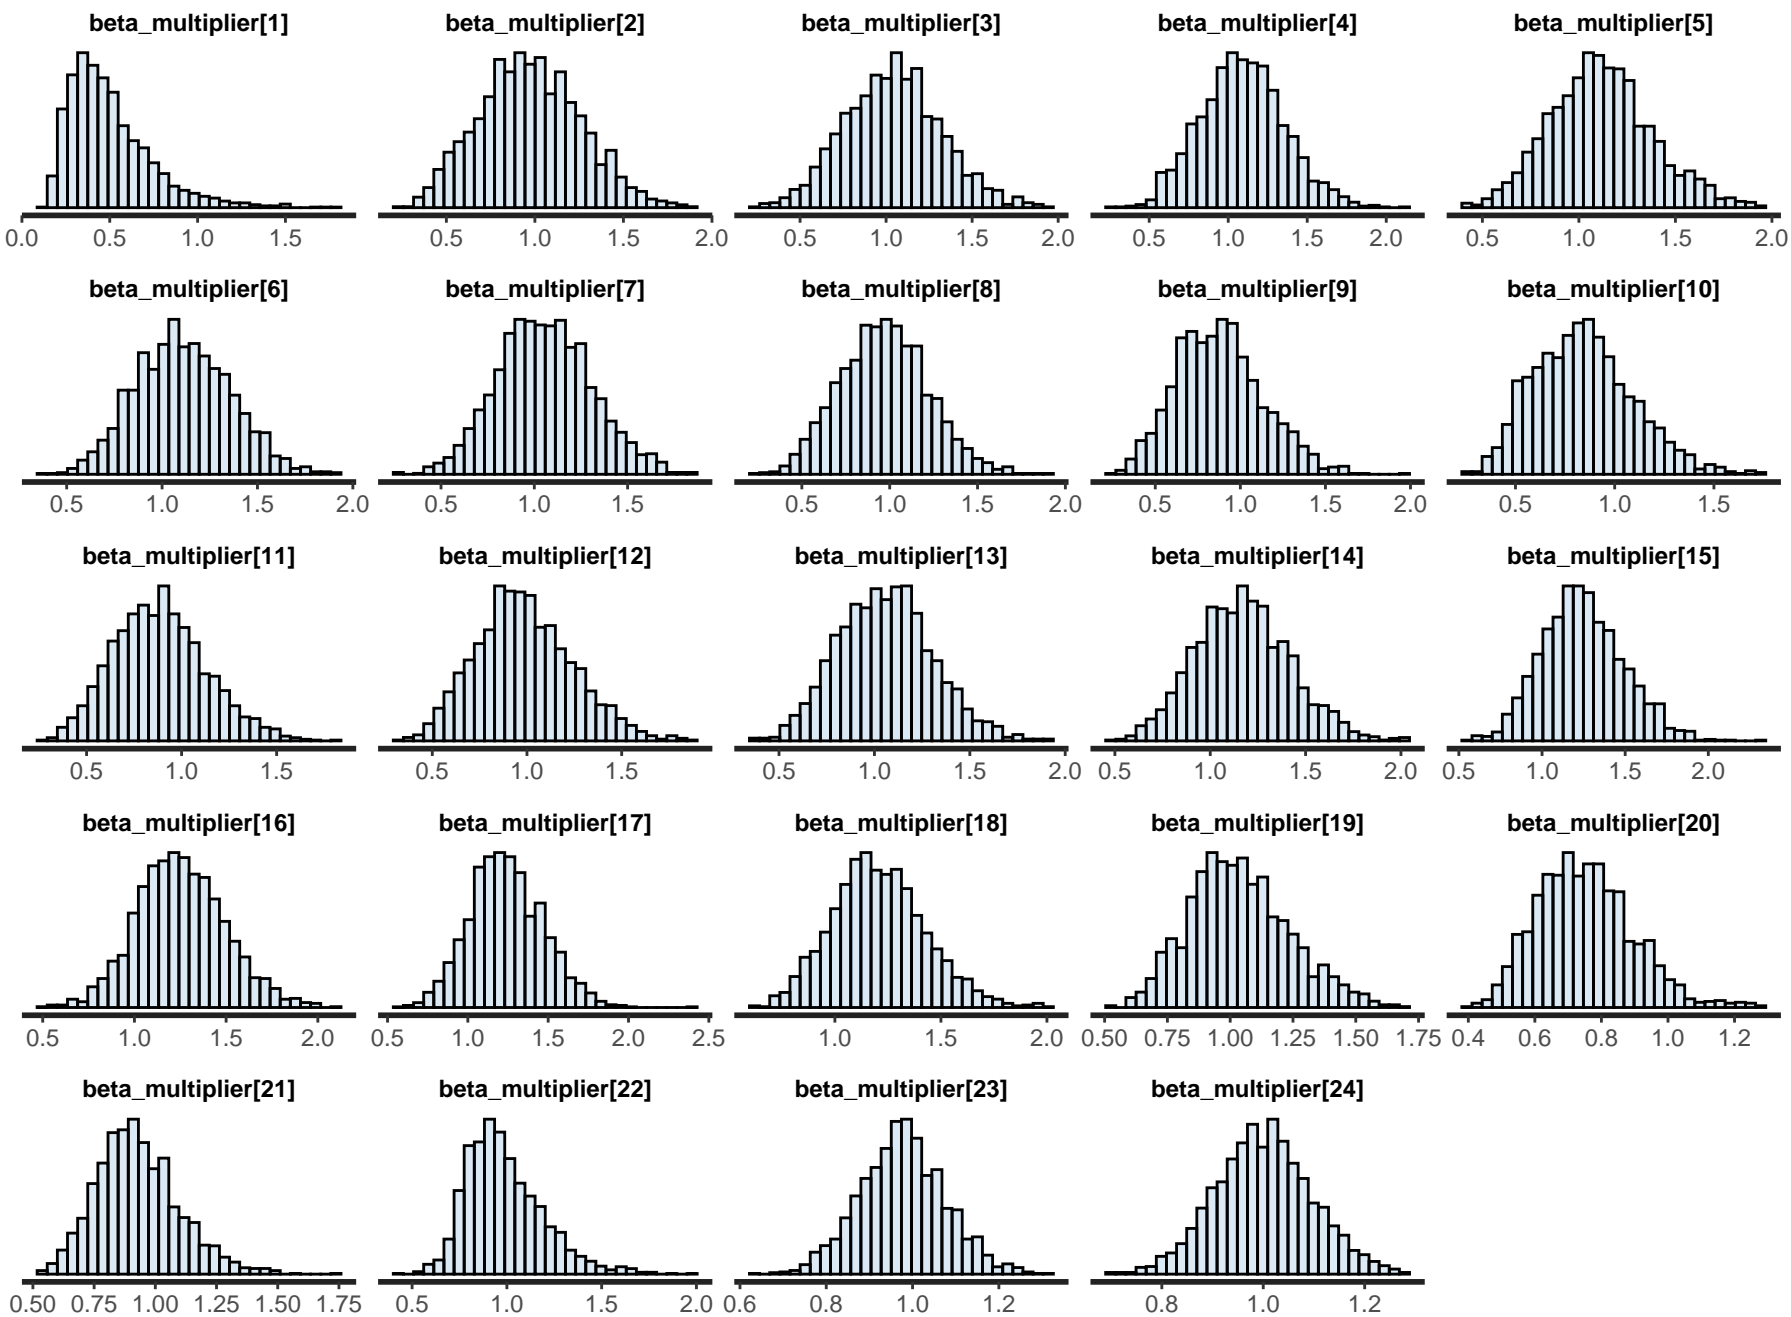 beta_multiplier[1] beta_multiplier[2] beta_multiplier[3] beta_multiplier[4] beta_multiplier[5]
0.0 0.5 1.0 1.5 0.5 1.0 1.5 2.0 0.5 1.0 1.5 2.0 0.5 1.0 1.5 2.0 0.5 1.0 1.5 2.0
beta_multiplier[6] beta_multiplier[7] beta_multiplier[8] beta_multiplier[9] beta_multiplier[10]
0.5 1.0 1.5 2.0 0.5 1.0 1.5 0.5 1.0 1.5 2.0 0.5 1.0 1.5 2.0 0.5 1.0 1.5
beta_multiplier[11] beta_multiplier[12] beta_multiplier[13] beta_multiplier[14] beta_multiplier[15]
0.5 1.0 1.5 0.5 1.0 1.5 0.5 1.0 1.5 2.0 0.5 1.0 1.5 2.0 0.5 1.0 1.5 2.0
beta_multiplier[16] beta_multiplier[17] beta_multiplier[18] beta_multiplier[19] beta_multiplier[20]
0.5 1.0 1.5 2.0 0.5 1.0 1.5 2.0 2.5 1.0 1.5 2.0 0.50 0.75 1.00 1.25 1.50 1.75 0.4 0.6 0.8 1.0 1.2
beta_multiplier[21] beta_multiplier[22] beta_multiplier[23] beta_multiplier[24]
0.50 0.75 1.00 1.25 1.50 1.75 0.5 1.0 1.5 2.0 0.6 0.8 1.0 1.2 0.8 1.0 1.2